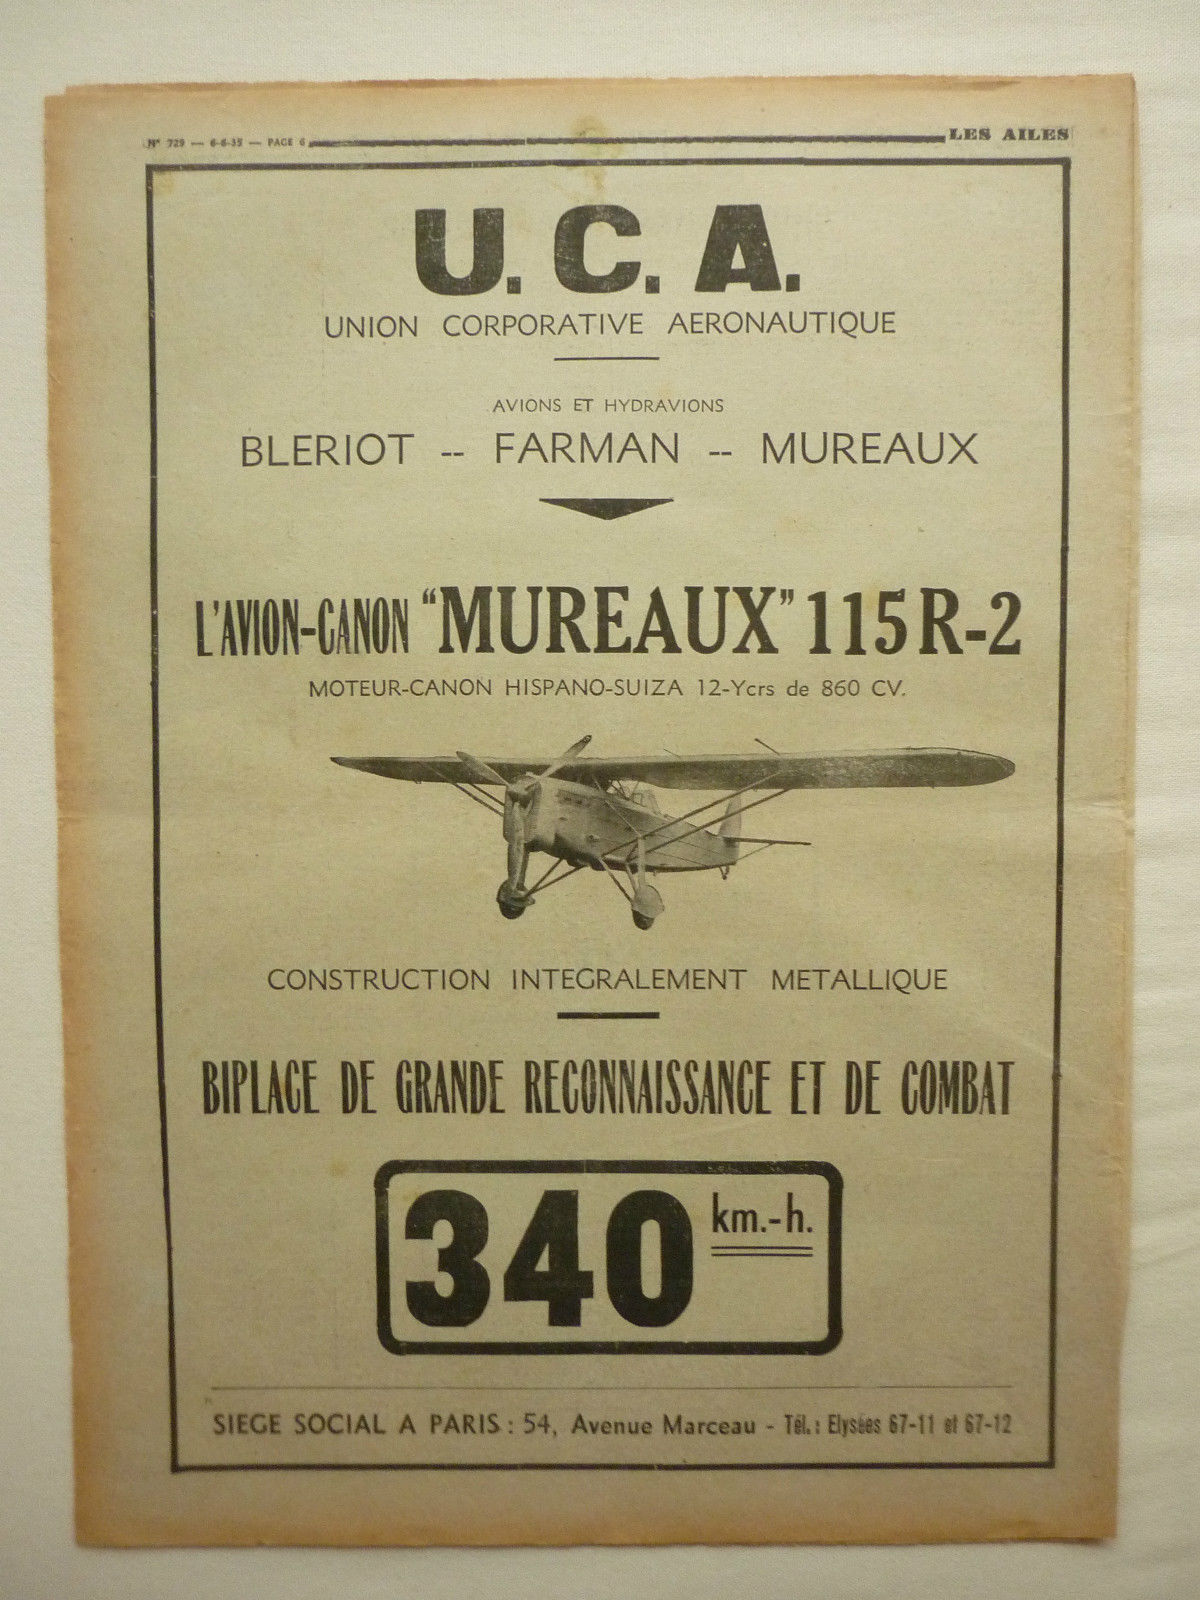 N° 729 — 6-6-35 — PAGE 6 LES AILES
U. C. A.
UNION CORPORATIVE AERONAUTIQUE
AVIONS ET HYDRAVIONS
BLERIOT -- FARMAN -- MUREAUX
L'AVION-CANON "MUREAUX" 115 R-2
MOTEUR-CANON HISPANO-SUIZA 12-Ycrs de 860 CV.
CONSTRUCTION INTEGRALEMENT METALLIQUE
BIPLACE DE GRANDE RECONNAISSANCE ET DE COMBAT
340 km.-h.
SIEGE SOCIAL A PARIS : 54, Avenue Marceau - Tél. : Elysées 67-11 et 67-12